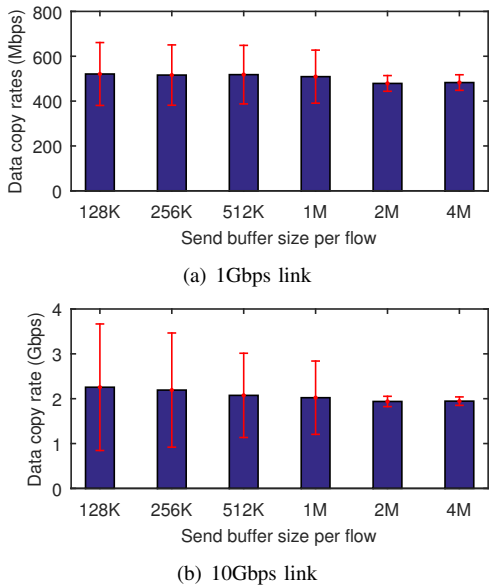 Data copy rates (Mbps)
800
600
400
200
0
128K 256K 512K 1M 2M 4M
Send buffer size per flow
(a) 1Gbps link
Data copy rate (Gbps)
4
3
2
1
0
128K 256K 512K 1M 2M 4M
Send buffer size per flow
(b) 10Gbps link